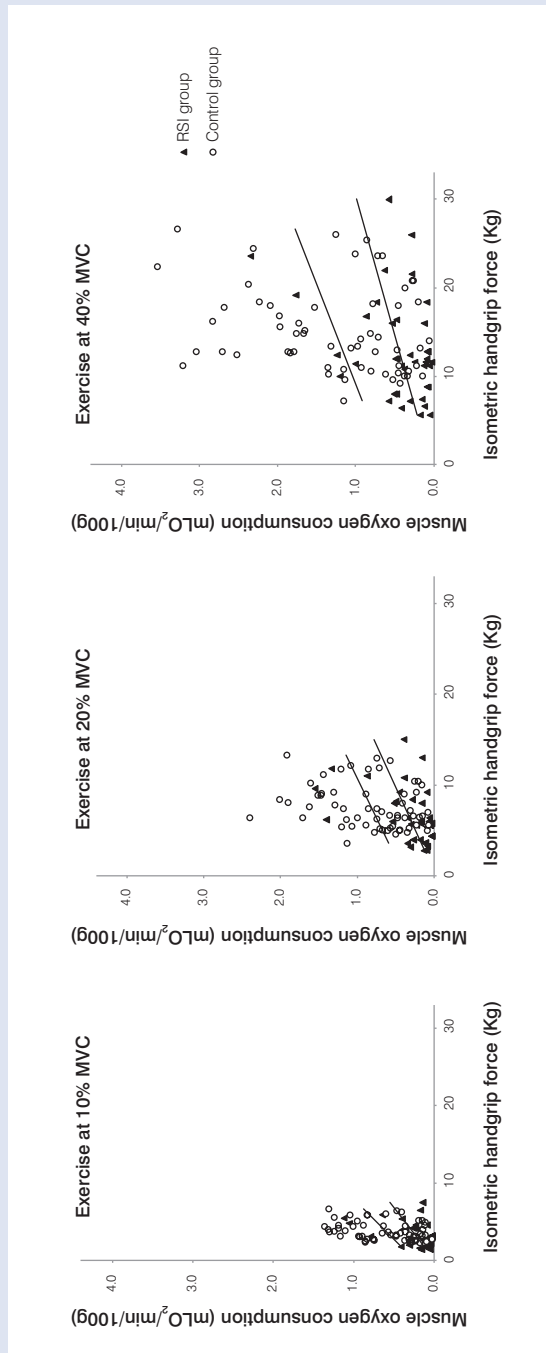 Exercise at 10% MVC
Muscle oxygen consumption (mLO₂/min/100g)
4.0
3.0
2.0
1.0
0.0
0
10
20
30
Isometric handgrip force (Kg)
Exercise at 20% MVC
Muscle oxygen consumption (mLO₂/min/100g)
4.0
3.0
2.0
1.0
0.0
0
10
20
30
Isometric handgrip force (Kg)
Exercise at 40% MVC
Muscle oxygen consumption (mLO₂/min/100g)
4.0
3.0
2.0
1.0
0.0
0
10
20
30
Isometric handgrip force (Kg)
RSI group
Control group